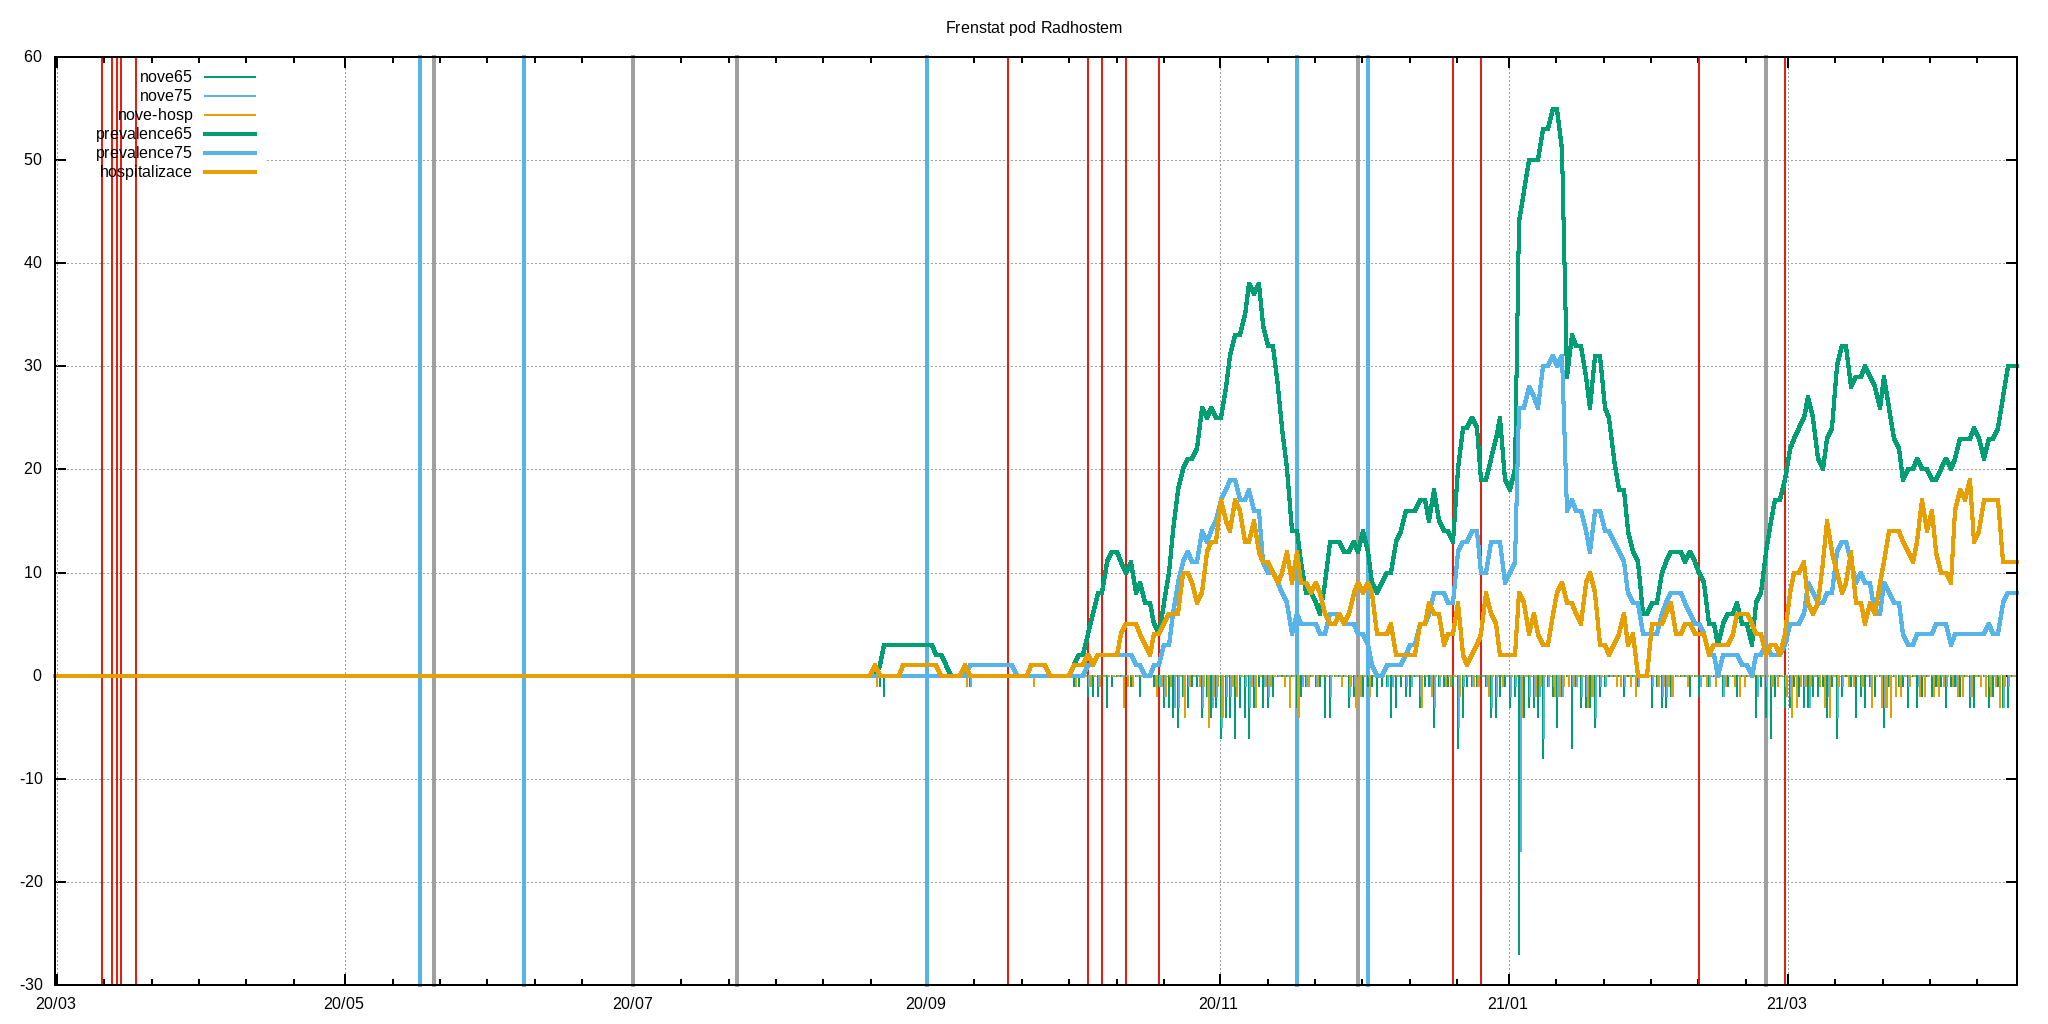 Frenstat pod Radhostem
60
50
40
30
20
10
0
-10
-20
-30
nove65
nove75
nove-hosp
prevalence65
prevalence75
hospitalizace
20/03 20/05 20/07 20/09 20/11 21/01 21/03